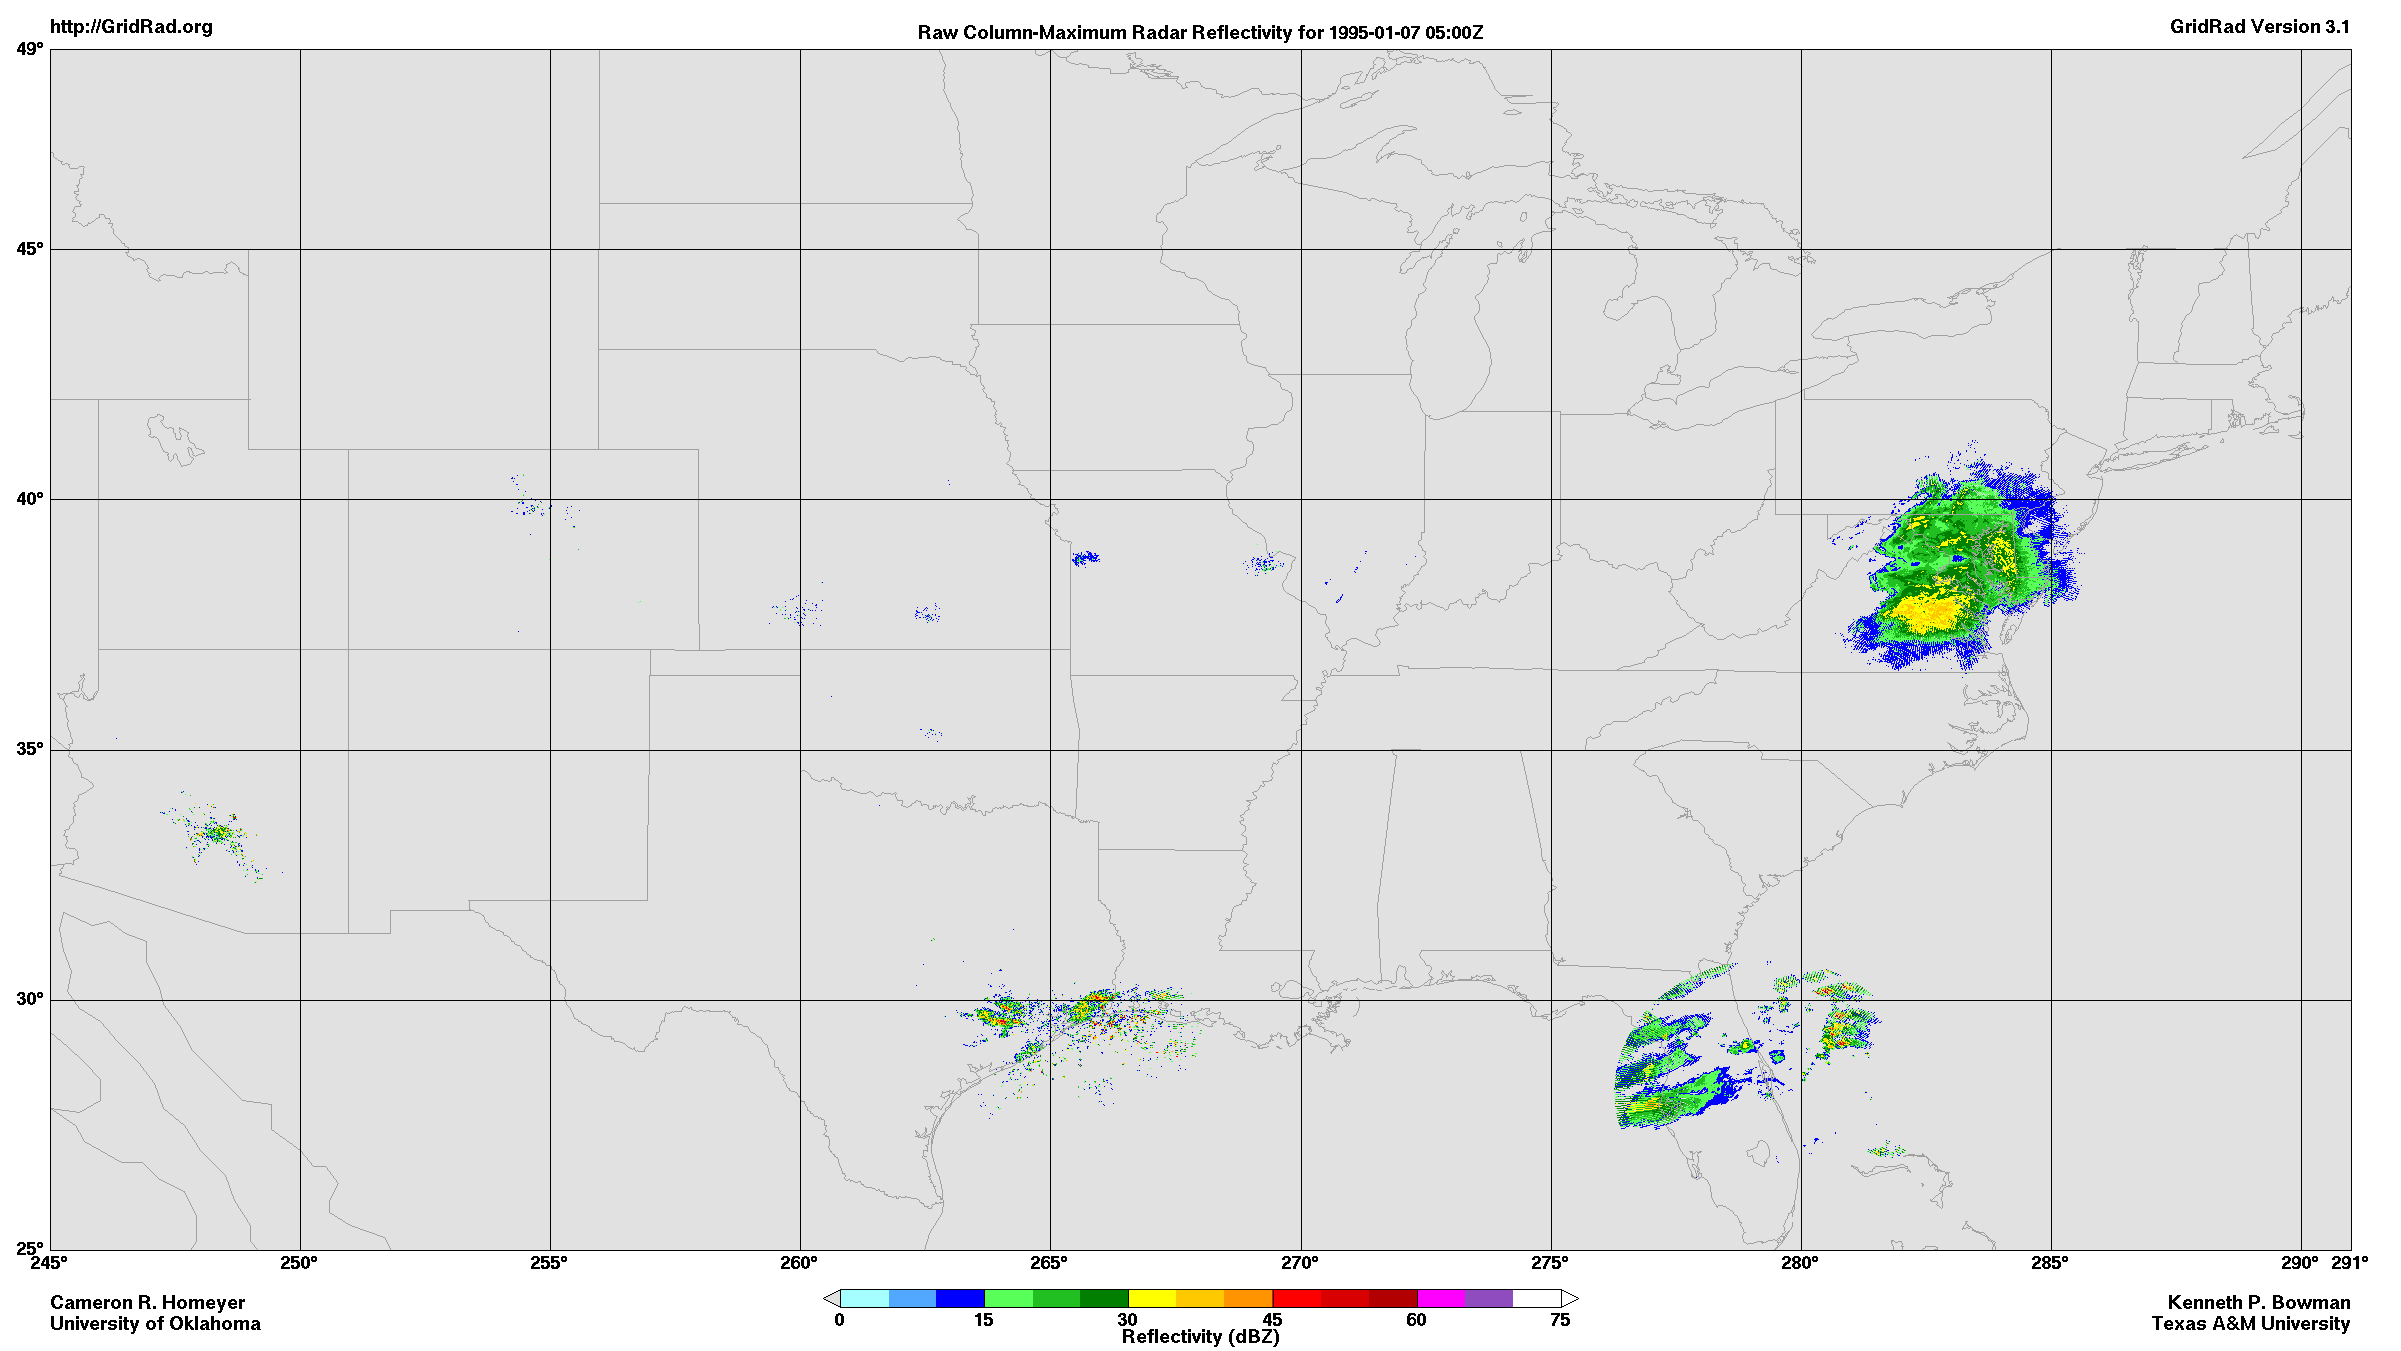 http://GridRad.org
Raw Column-Maximum Radar Reflectivity for 1995-01-07 05:00Z
GridRad Version 3.1
49°
45°
40°
35°
30°
25°
245° 250° 255° 260° 265° 270° 275° 280° 285° 290° 291°
0 15 30 45 60 75
Reflectivity (dBZ)
Cameron R. Homeyer
University of Oklahoma
Kenneth P. Bowman
Texas A&M University